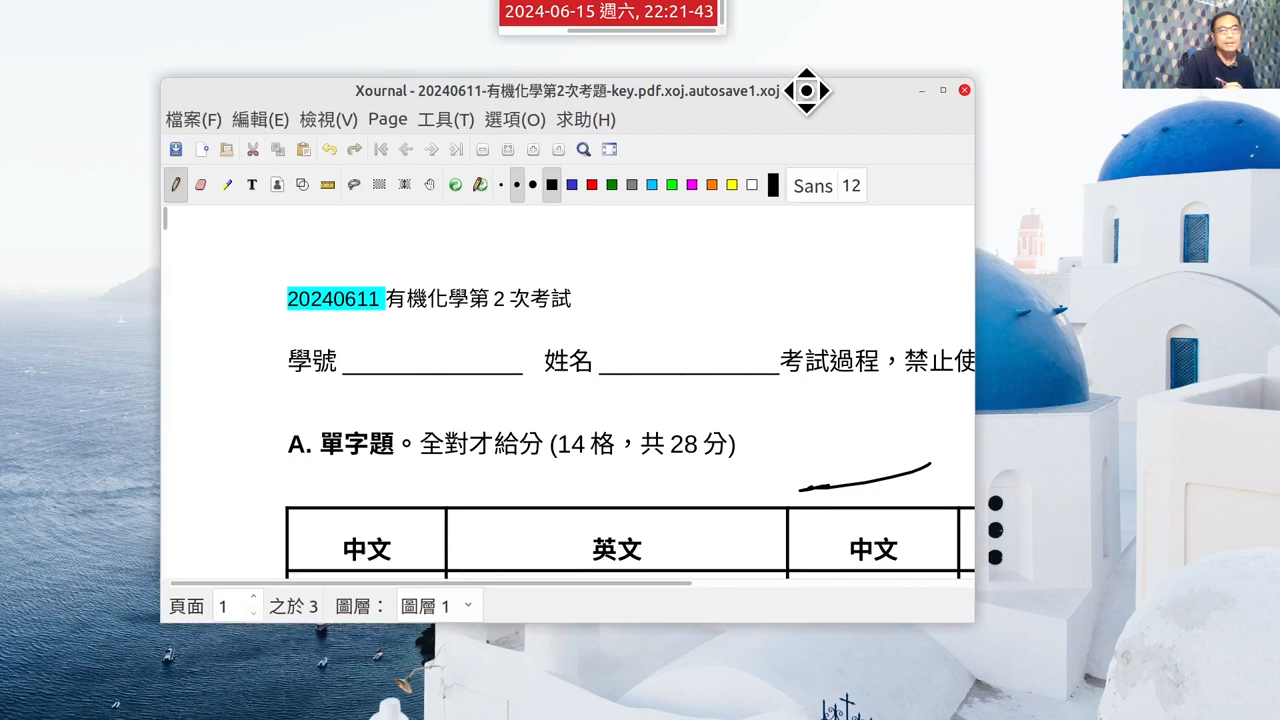 2024-06-15 週六, 22:21-43
Xournal - 20240611-有機化學第2次考題-key.pdf.xoj.autosave1.xoj
檔案(F) 編輯(E) 檢視(V) Page 工具(T) 選項(O) 求助(H)
T Sans 12
20240611 有機化學第 2 次考試
學號 ______________ 姓名 ______________考試過程，禁止使
A. 單字題。全對才給分 (14 格，共 28 分)
中文 英文 中文
頁面 1 之於 3 圖層： 圖層 1